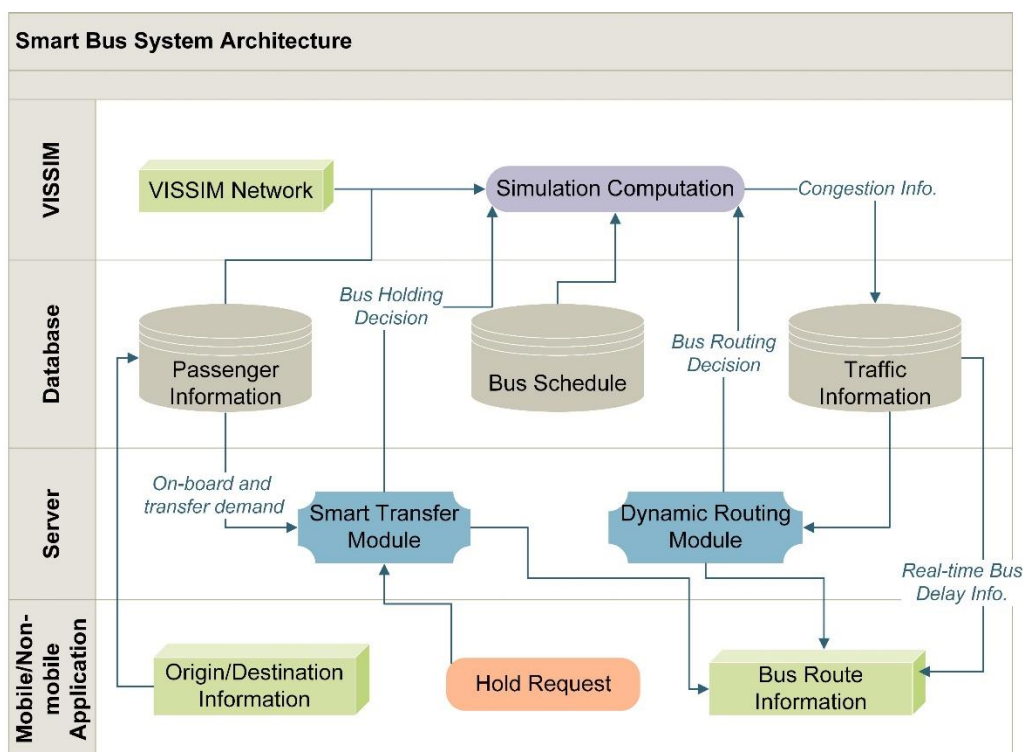 Smart Bus System Architecture
VISSIM
VISSIM Network
Simulation Computation
Congestion Info.
Database
Bus Holding
Decision
Passenger
Information
Bus Schedule
Bus Routing
Decision
Traffic
Information
Server
On-board and
transfer demand
Smart Transfer
Module
Dynamic Routing
Module
Real-time Bus
Delay Info.
Mobile/Non-
mobile
Application
Origin/Destination
Information
Hold Request
Bus Route
Information